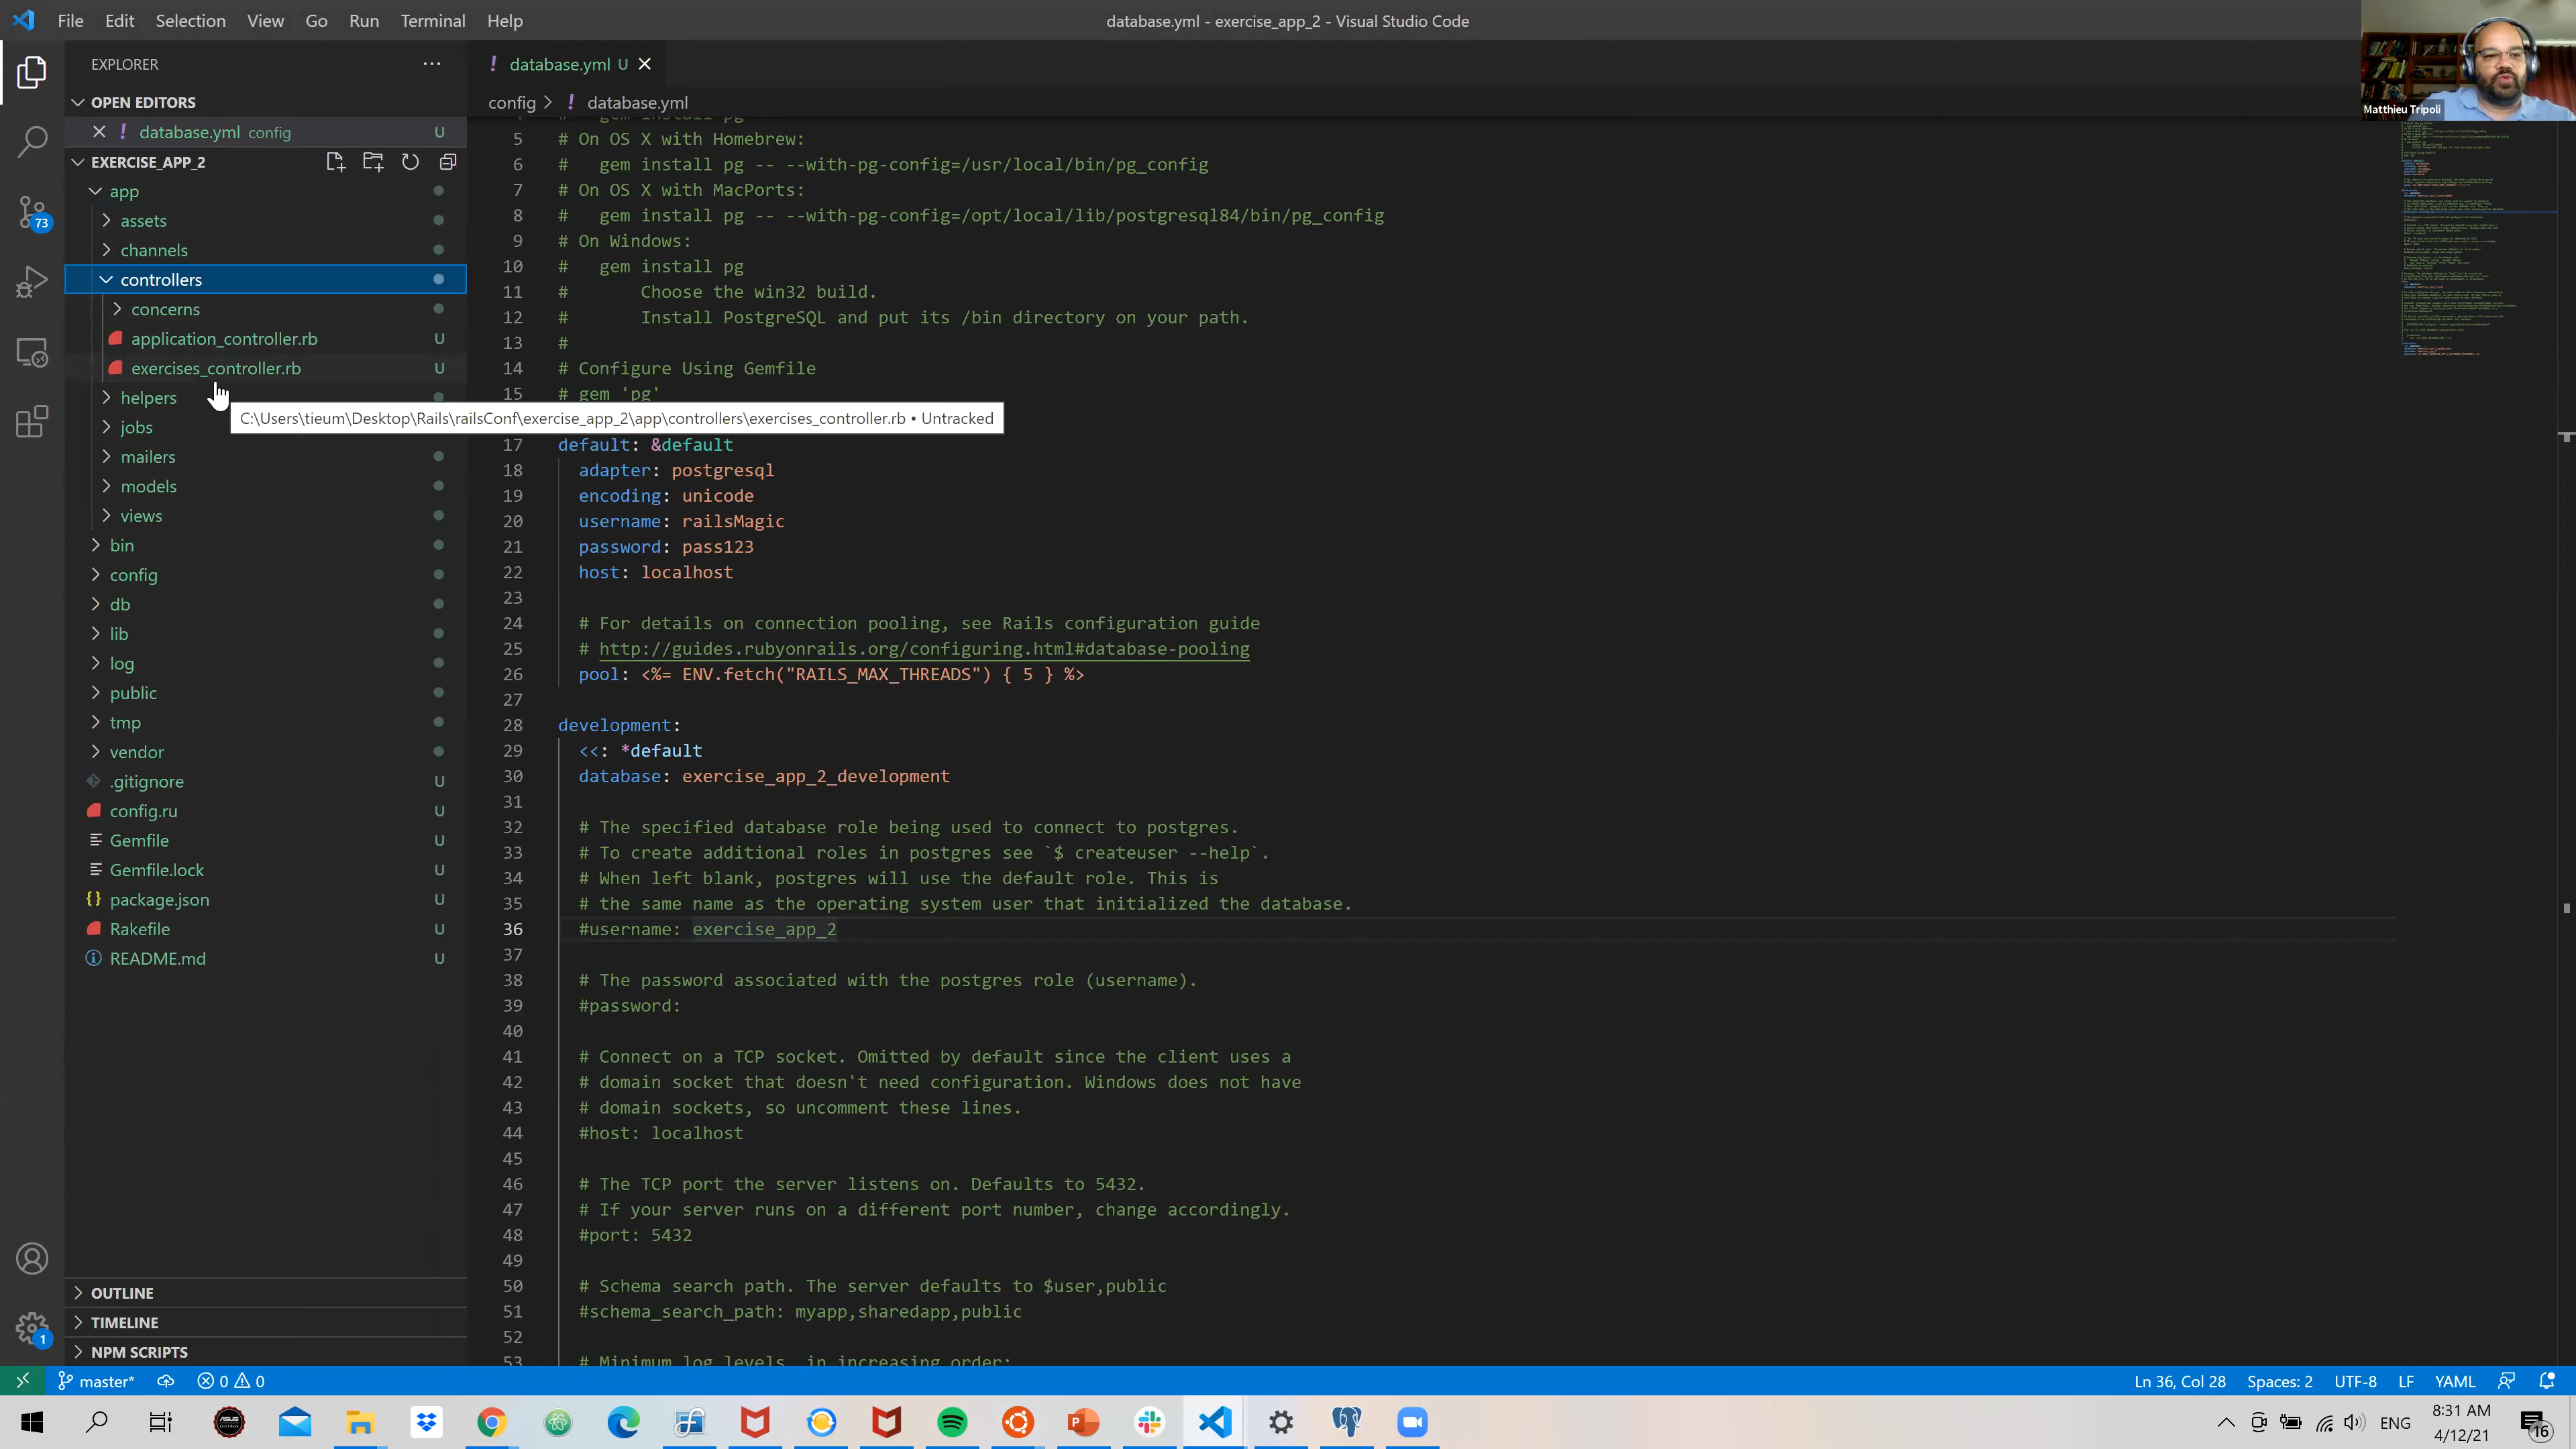 File Edit Selection View Go Run Terminal Help
database.yml - exercise_app_2 - Visual Studio Code
Matthieu Tripoli
EXPLORER
OPEN EDITORS
database.yml config U
EXERCISE_APP_2
app
assets
channels
controllers
concerns
application_controller.rb U
exercises_controller.rb U
helpers
jobs
mailers
models
views
bin
config
db
lib
log
public
tmp
vendor
.gitignore U
config.ru U
Gemfile U
Gemfile.lock U
package.json U
Rakefile U
README.md U
OUTLINE
TIMELINE
NPM SCRIPTS
73
1
C:\Users\tieum\Desktop\Rails\railsConf\exercise_app_2\app\controllers\exercises_controller.rb • Untracked
! database.yml U
config > ! database.yml
# gem install pg
5 # On OS X with Homebrew:
6 #   gem install pg -- --with-pg-config=/usr/local/bin/pg_config
7 # On OS X with MacPorts:
8 #   gem install pg -- --with-pg-config=/opt/local/lib/postgresql84/bin/pg_config
9 # On Windows:
10 #   gem install pg
11 #       Choose the win32 build.
12 #       Install PostgreSQL and put its /bin directory on your path.
13 #
14 # Configure Using Gemfile
15 # gem 'pg'
17 default: &default
18   adapter: postgresql
19   encoding: unicode
20   username: railsMagic
21   password: pass123
22   host: localhost
23
24   # For details on connection pooling, see Rails configuration guide
25   # http://guides.rubyonrails.org/configuring.html#database-pooling
26   pool: <%= ENV.fetch("RAILS_MAX_THREADS") { 5 } %>
27
28 development:
29   <<: *default
30   database: exercise_app_2_development
31
32   # The specified database role being used to connect to postgres.
33   # To create additional roles in postgres see `$ createuser --help`.
34   # When left blank, postgres will use the default role. This is
35   # the same name as the operating system user that initialized the database.
36   #username: exercise_app_2
37
38   # The password associated with the postgres role (username).
39   #password:
40
41   # Connect on a TCP socket. Omitted by default since the client uses a
42   # domain socket that doesn't need configuration. Windows does not have
43   # domain sockets, so uncomment these lines.
44   #host: localhost
45
46   # The TCP port the server listens on. Defaults to 5432.
47   # If your server runs on a different port number, change accordingly.
48   #port: 5432
49
50   # Schema search path. The server defaults to $user,public
51   #schema_search_path: myapp,sharedapp,public
52
53   # Minimum log levels, in increasing order:
master* 0 0
Ln 36, Col 28 Spaces: 2 UTF-8 LF YAML
ENG
8:31 AM
4/12/21
16